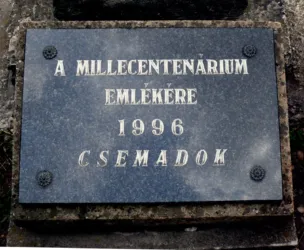 A MILLECENTENÁRIUM
EMLÉKÉRE
1996
CSEMADOK